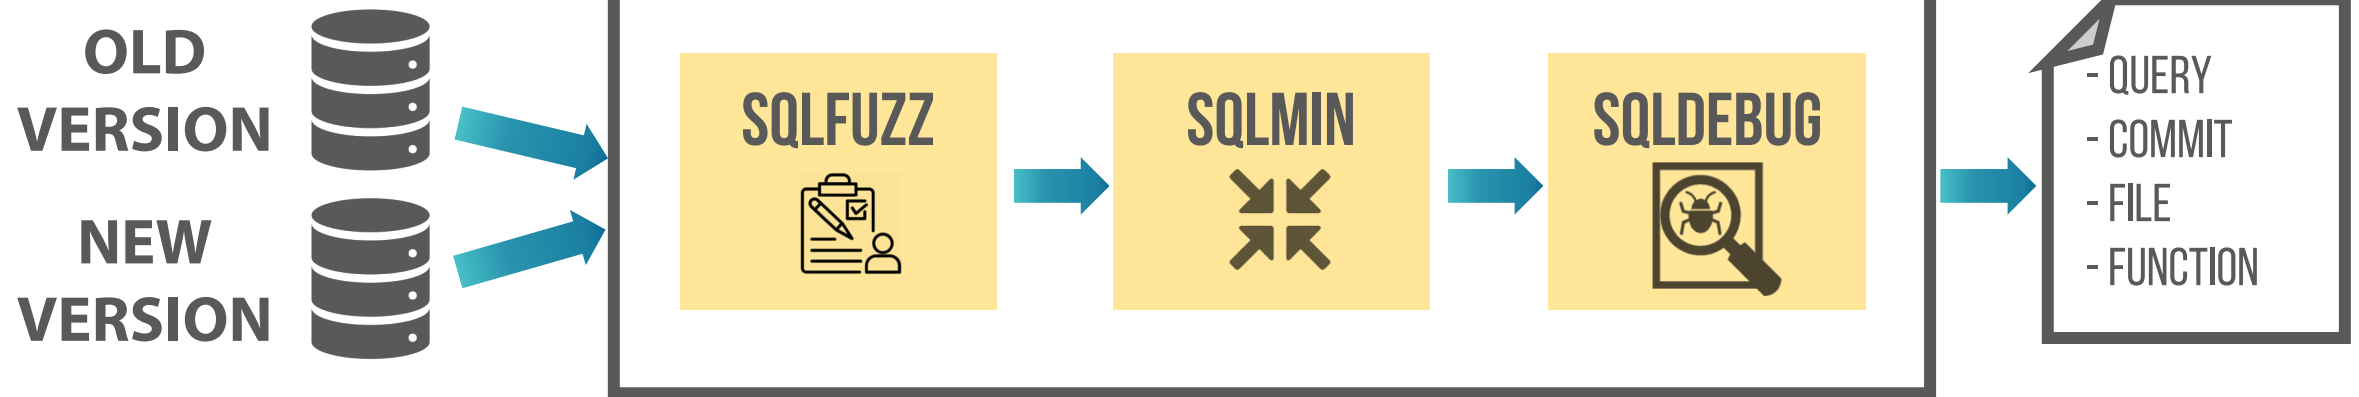 OLD
VERSION
NEW
VERSION
SQLFUZZ
SQLMIN
SQLDEBUG
- QUERY
- COMMIT
- FILE
- FUNCTION